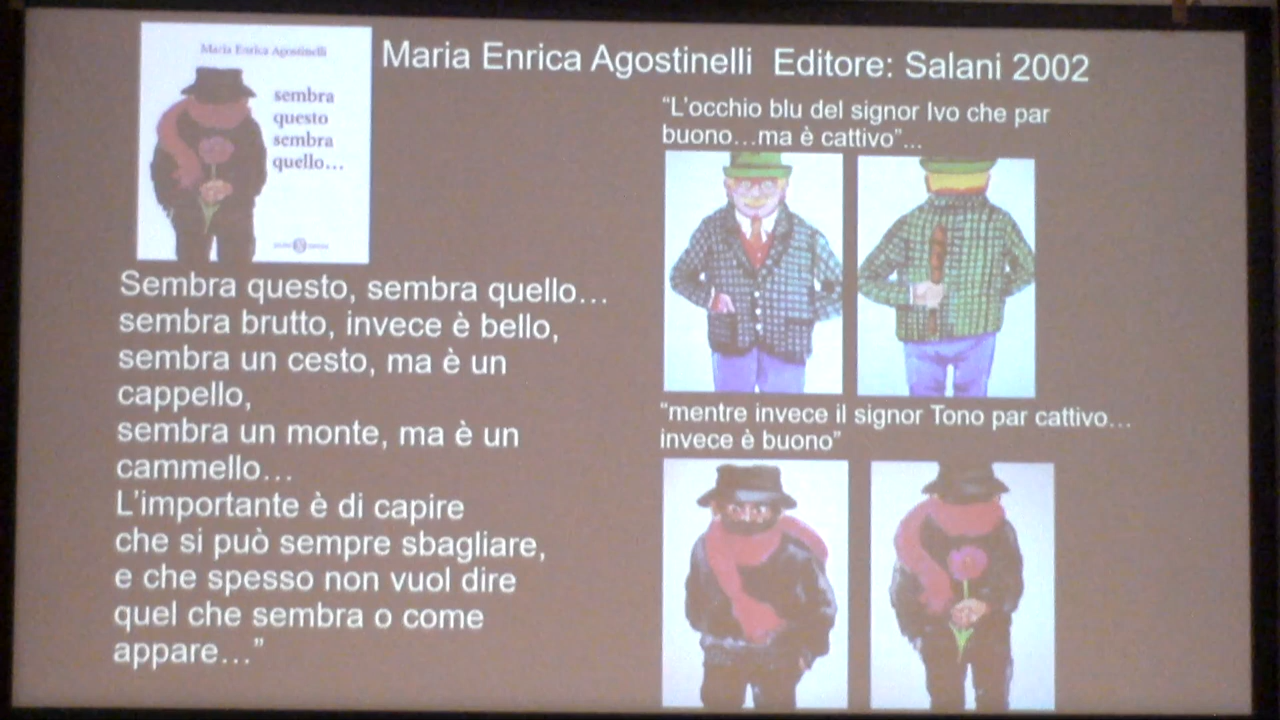 Maria Enrica Agostinelli
sembra
questo
sembra
quello...
Maria Enrica Agostinelli  Editore: Salani 2002
Sembra questo, sembra quello...
sembra brutto, invece è bello,
sembra un cesto, ma è un
cappello,
sembra un monte, ma è un
cammello...
L'importante è di capire
che si può sempre sbagliare,
e che spesso non vuol dire
quel che sembra o come
appare..."
"L'occhio blu del signor Ivo che par
buono...ma è cattivo"...
"mentre invece il signor Tono par cattivo...
invece è buono"